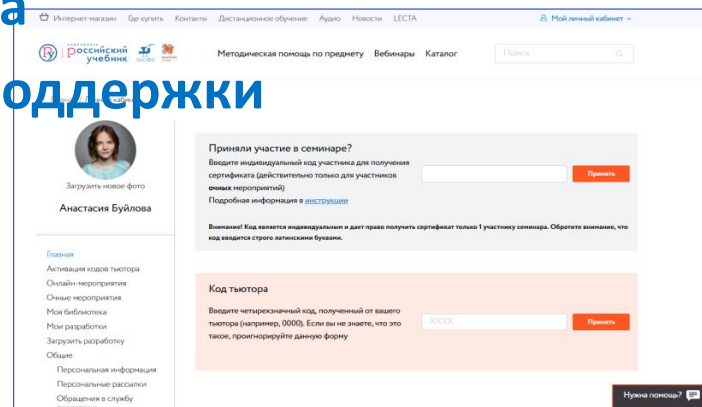 а
оддержки
Интернет-магазин Где купить Контакты Дистанционное обучение Аудио Новости LECTA
Мой личный кабинет
российский
учебник
Методическая помощь по предмету Вебинары Каталог
Поиск
Загрузить новое фото
Анастасия Буйлова
Главная
Активация кодов тьютора
Онлайн-мероприятия
Очные мероприятия
Моя библиотека
Мои разработки
Загрузить разработку
Общие
Персональная информация
Персональные рассылки
Обращения в службу
Приняли участие в семинаре?
Введите индивидуальный код участника для получения
сертификата (действительно только для участников
очных мероприятий)
Подробная информация в инструкции
Принять
Внимание! Код является индивидуальным и дает право получить сертификат только 1 участнику семинара. Обратите внимание, что
код вводится строго латинскими буквами.
Код тьютора
Введите четырехзначный код, полученный от вашего
тьютора (например, 0000). Если вы не знаете, что это
такое, проигнорируйте данную форму
XXXX
Принять
Нужна помощь?